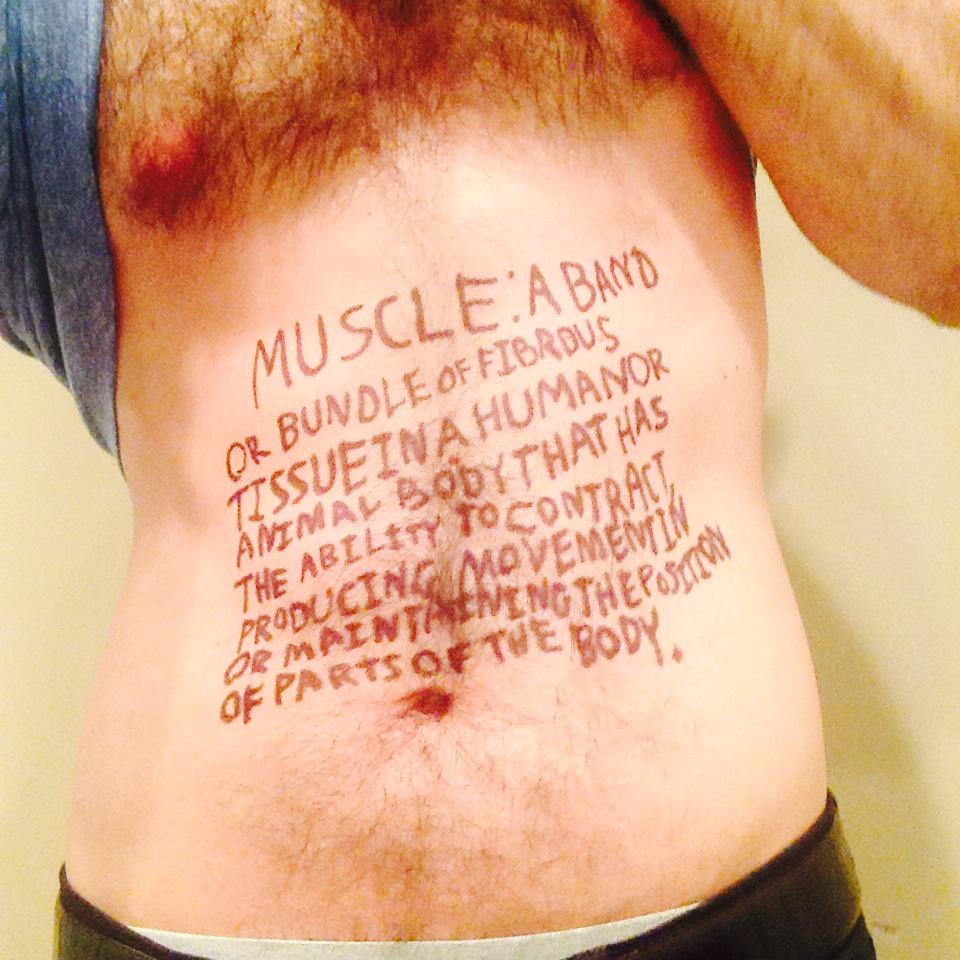 MUSCLE: A BAND
OR BUNDLE OF FIBROUS
TISSUE IN A HUMAN OR
ANIMAL BODY THAT HAS
THE ABILITY TO CONTRACT,
PRODUCING MOVEMENT IN
OR MAINTAINING THE POSITION
OF PARTS OF THE BODY.